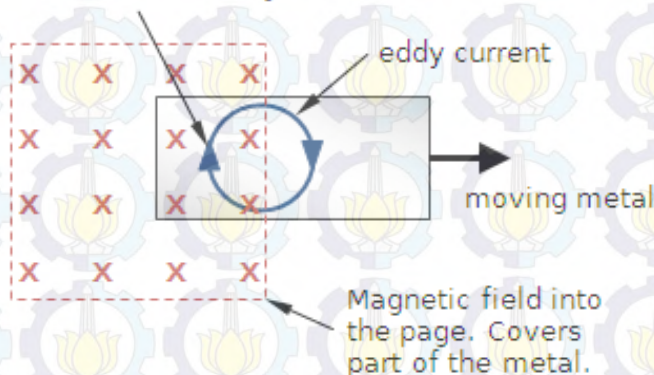 eddy current
x x x x
x x x x
x x x x
x x x x
moving metal
Magnetic field into
the page. Covers
part of the metal.